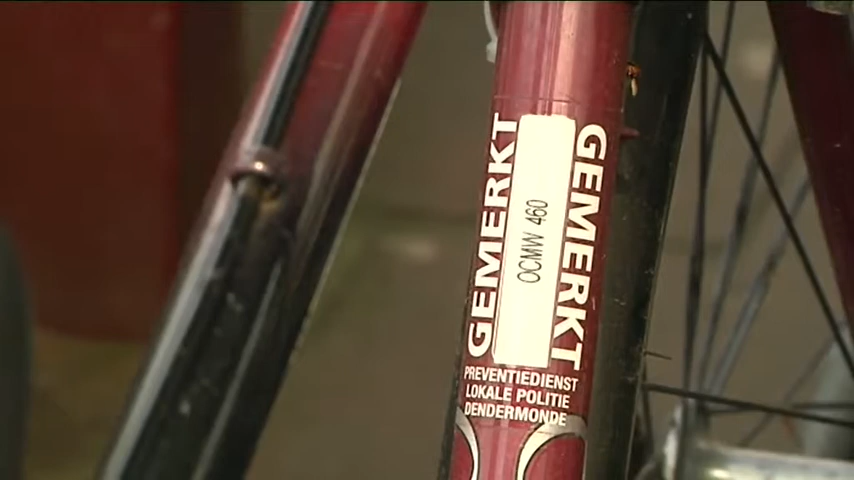 GEMERKT
OCMW 460
GEMERKT
PREVENTIEDIENST
LOKALE POLITIE
DENDERMONDE